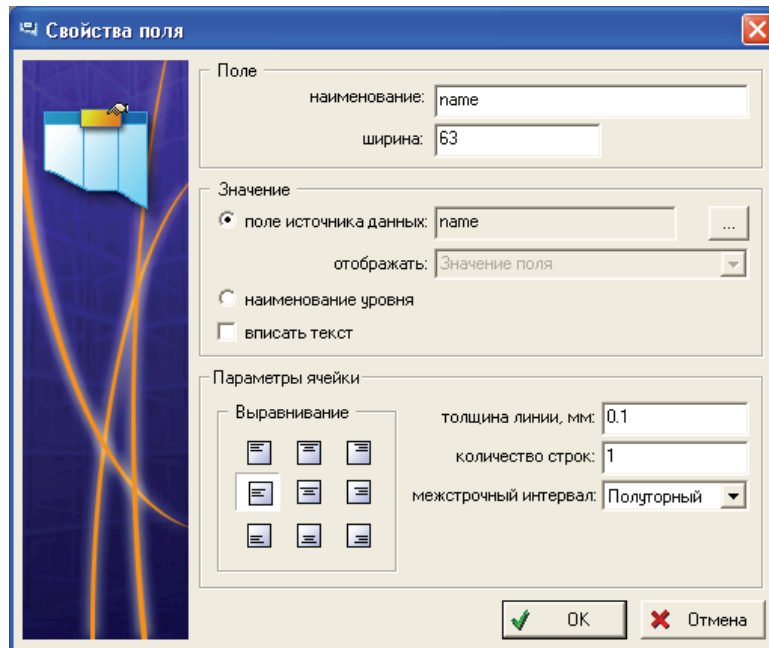 Свойства поля
Поле
наименование: name
ширина: 63
Значение
поле источника данных: name ...
отображать: Значение поля
наименование уровня
вписать текст
Параметры ячейки
Выравнивание
толщина линии, мм: 0.1
количество строк: 1
межстрочный интервал: Полуторный
OK Отмена